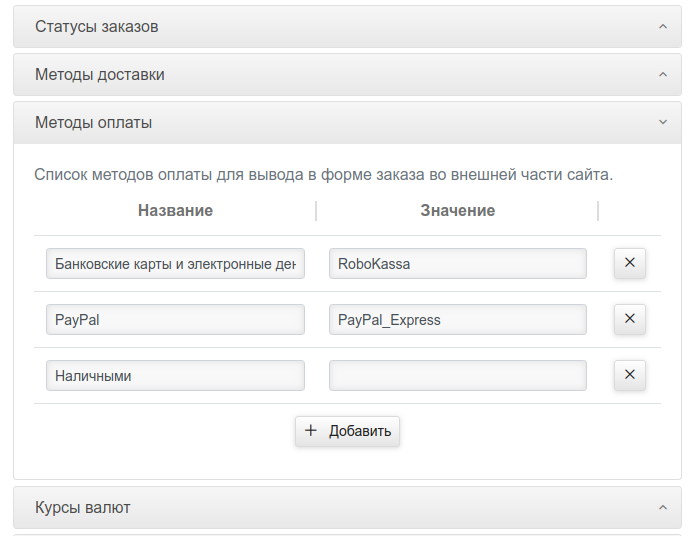 Статусы заказов
Методы доставки
Методы оплаты
Список методов оплаты для вывода в форме заказа во внешней части сайта.
Название Значение
Банковские карты и электронные ден RoboKassa
PayPal PayPal_Express
Наличными
Добавить
Курсы валют